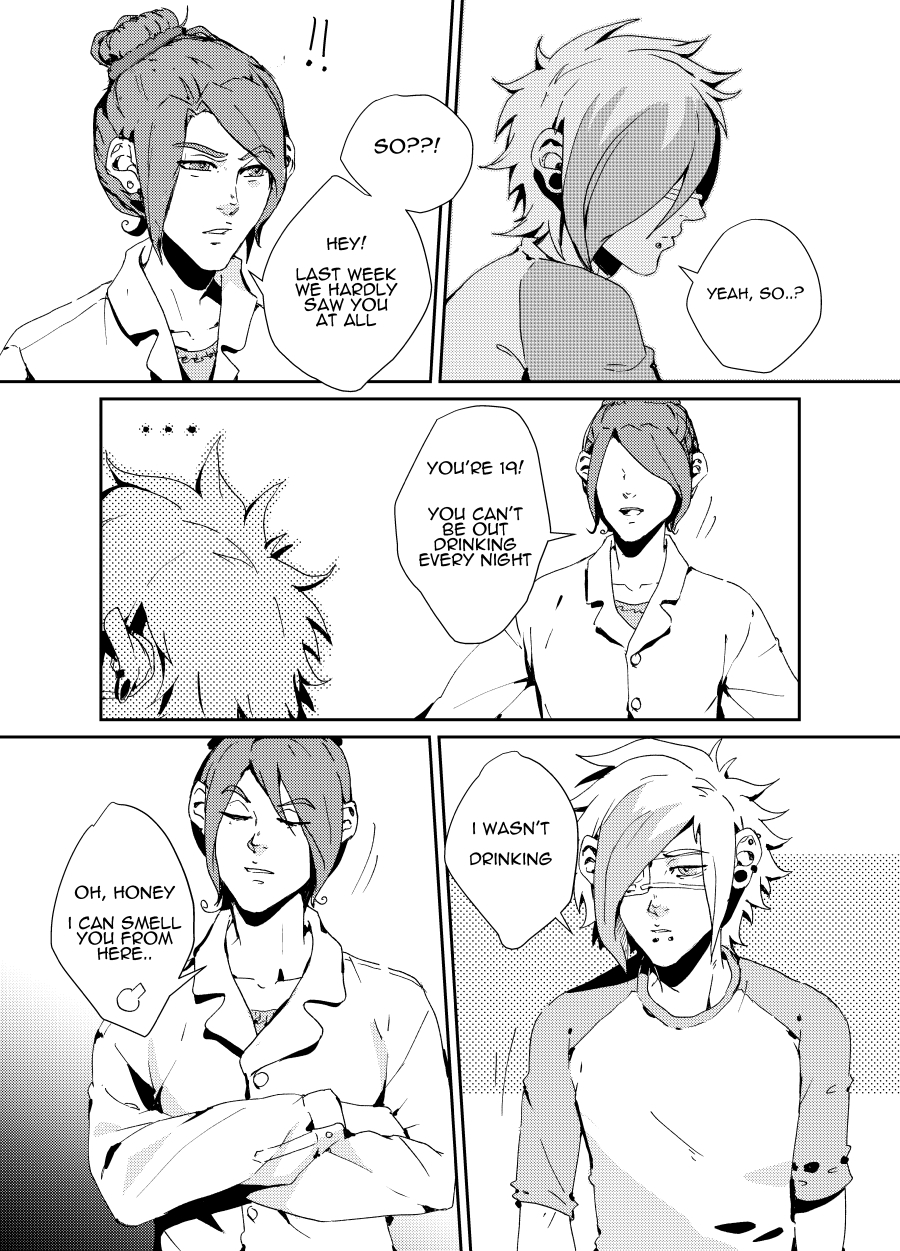 !!
SO??!
HEY!
LAST WEEK
WE HARDLY
SAW YOU
AT ALL
YEAH, SO..?
...
YOU'RE 19!
YOU CAN'T
BE OUT
DRINKING
EVERY NIGHT
OH, HONEY
I CAN SMELL
YOU FROM
HERE..
I WASN'T
DRINKING